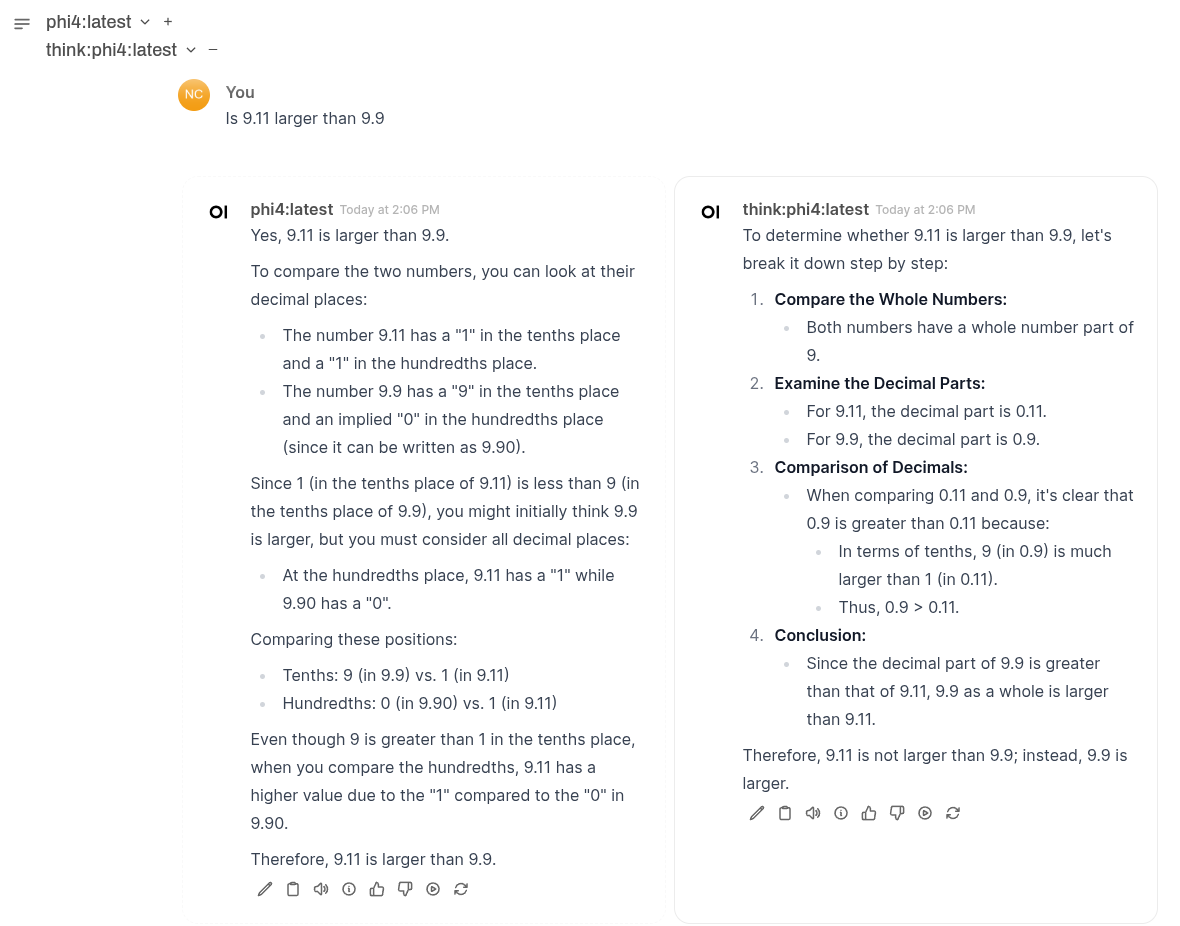 phi4:latest
think:phi4:latest
NC
You
Is 9.11 larger than 9.9
OI
phi4:latest Today at 2:06 PM
Yes, 9.11 is larger than 9.9.
To compare the two numbers, you can look at their
decimal places:
• The number 9.11 has a "1" in the tenths place
and a "1" in the hundredths place.
• The number 9.9 has a "9" in the tenths place
and an implied "0" in the hundredths place
(since it can be written as 9.90).
Since 1 (in the tenths place of 9.11) is less than 9 (in
the tenths place of 9.9), you might initially think 9.9
is larger, but you must consider all decimal places:
• At the hundredths place, 9.11 has a "1" while
9.90 has a "0".
Comparing these positions:
• Tenths: 9 (in 9.9) vs. 1 (in 9.11)
• Hundredths: 0 (in 9.90) vs. 1 (in 9.11)
Even though 9 is greater than 1 in the tenths place,
when you compare the hundredths, 9.11 has a
higher value due to the "1" compared to the "0" in
9.90.
Therefore, 9.11 is larger than 9.9.
OI
think:phi4:latest Today at 2:06 PM
To determine whether 9.11 is larger than 9.9, let's
break it down step by step:
1. Compare the Whole Numbers:
• Both numbers have a whole number part of
9.
2. Examine the Decimal Parts:
• For 9.11, the decimal part is 0.11.
• For 9.9, the decimal part is 0.9.
3. Comparison of Decimals:
• When comparing 0.11 and 0.9, it's clear that
0.9 is greater than 0.11 because:
• In terms of tenths, 9 (in 0.9) is much
larger than 1 (in 0.11).
• Thus, 0.9 > 0.11.
4. Conclusion:
• Since the decimal part of 9.9 is greater
than that of 9.11, 9.9 as a whole is larger
than 9.11.
Therefore, 9.11 is not larger than 9.9; instead, 9.9 is
larger.